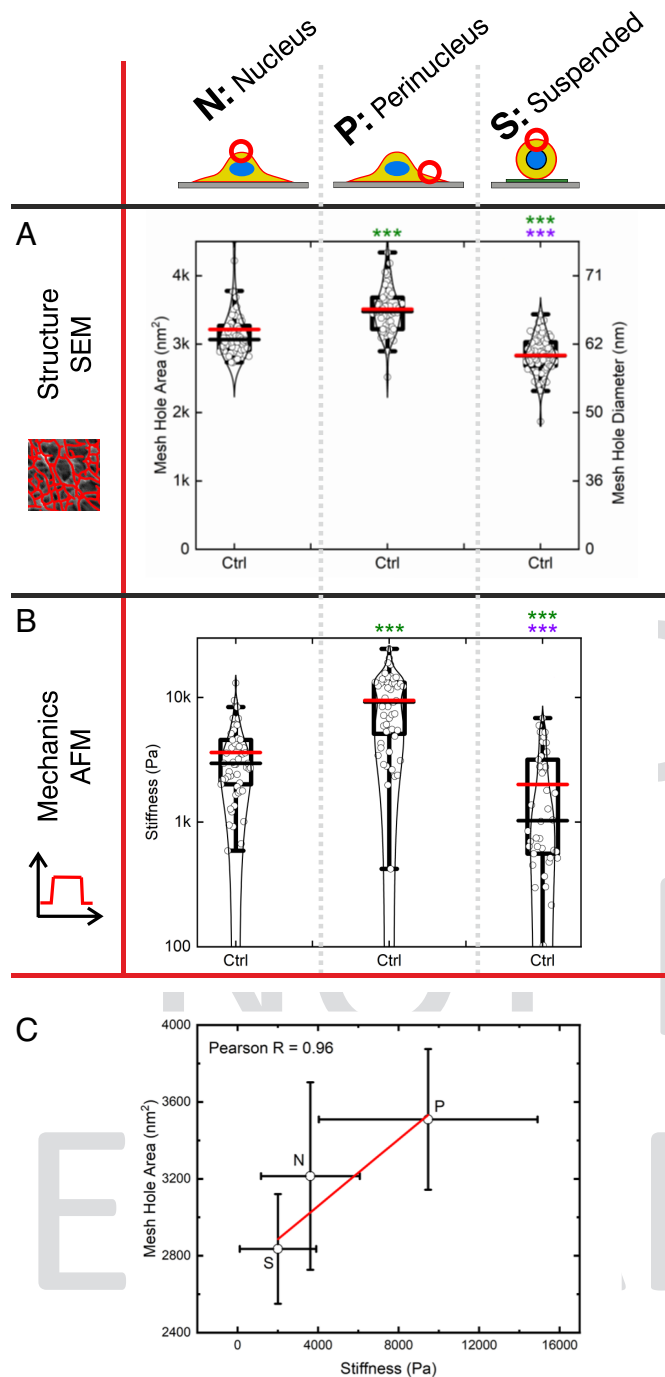 N: Nucleus
P: Perinucleus
S: Suspended
A
Structure
SEM
***
***
***
Mesh Hole Area (nm²)
4k
3k
2k
1k
0
Mesh Hole Diameter (nm)
71
62
50
36
0
Ctrl
Ctrl
Ctrl
B
Mechanics
AFM
***
***
***
Stiffness (Pa)
10k
1k
100
Ctrl
Ctrl
Ctrl
C
Pearson R = 0.96
Mesh Hole Area (nm²)
4000
3600
3200
2800
2400
P
N
S
0
4000
8000
12000
16000
Stiffness (Pa)